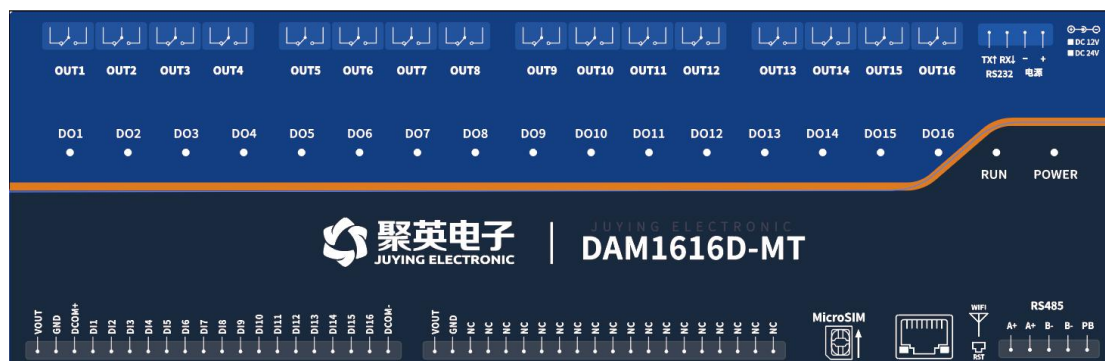 OUT1 OUT2 OUT3 OUT4 OUT5 OUT6 OUT7 OUT8 OUT9 OUT10 OUT11 OUT12 OUT13 OUT14 OUT15 OUT16
TX↑ RX↓ − +
RS232 电源
DC 12V
DC 24V
DO1 DO2 DO3 DO4 DO5 DO6 DO7 DO8 DO9 DO10 DO11 DO12 DO13 DO14 DO15 DO16
RUN POWER
聚英电子
JUYING ELECTRONIC
JUYING ELECTRONIC
DAM1616D-MT
VOUT GND DCOM+ DI1 DI2 DI3 DI4 DI5 DI6 DI7 DI8 DI9 DI10 DI11 DI12 DI13 DI14 DI15 DI16 DCOM-
VOUT GND NC NC NC NC NC NC NC NC NC NC NC NC NC NC NC NC NC NC
MicroSIM
WIFI
RST
RS485
A+ A+ B- B- PB